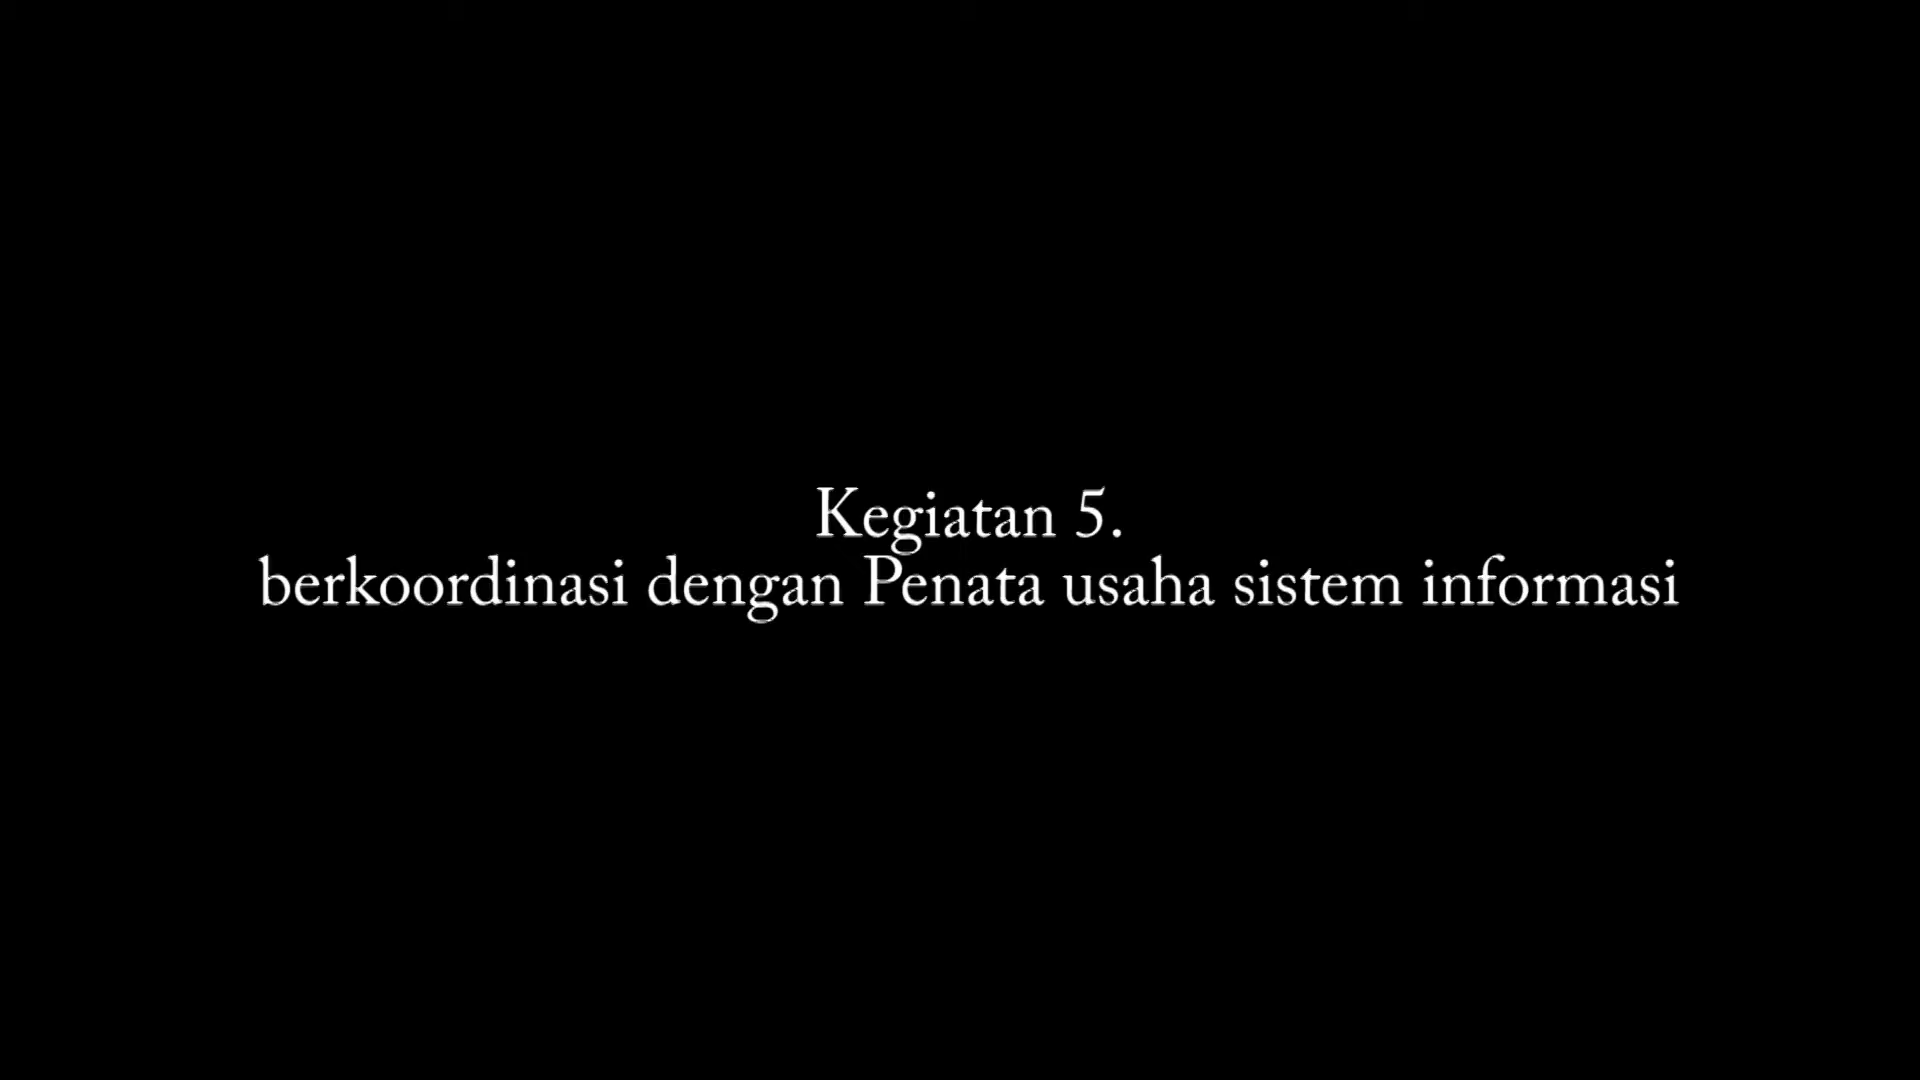 Kegiatan 5.
berkoordinasi dengan Penata usaha sistem informasi